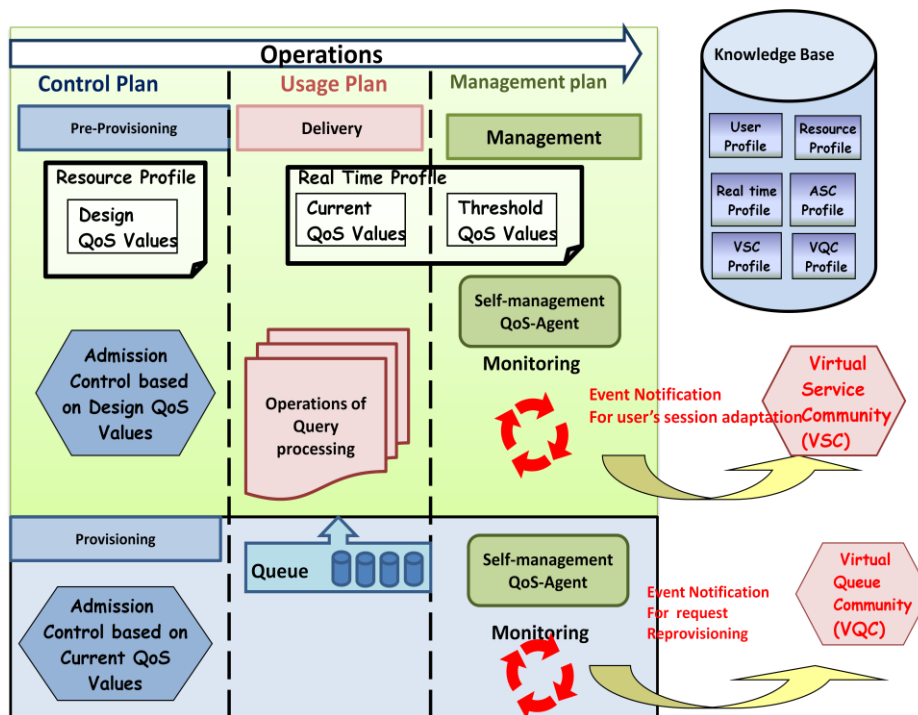 Operations
Control Plan
Usage Plan
Management plan
Pre-Provisioning
Delivery
Management
Resource Profile
Design
QoS Values
Real Time Profile
Current
QoS Values
Threshold
QoS Values
Self-management
QoS-Agent
Monitoring
Admission
Control based
on Design QoS
Values
Operations of
Query
processing
Event Notification
For user's session adaptation
Virtual
Service
Community
(VSC)
Knowledge Base
User
Profile
Resource
Profile
Real time
Profile
ASC
Profile
VSC
Profile
VQC
Profile
Provisioning
Queue
Self-management
QoS-Agent
Monitoring
Admission
Control based on
Current QoS
Values
Event Notification
For request
Reprovisioning
Virtual
Queue
Community
(VQC)